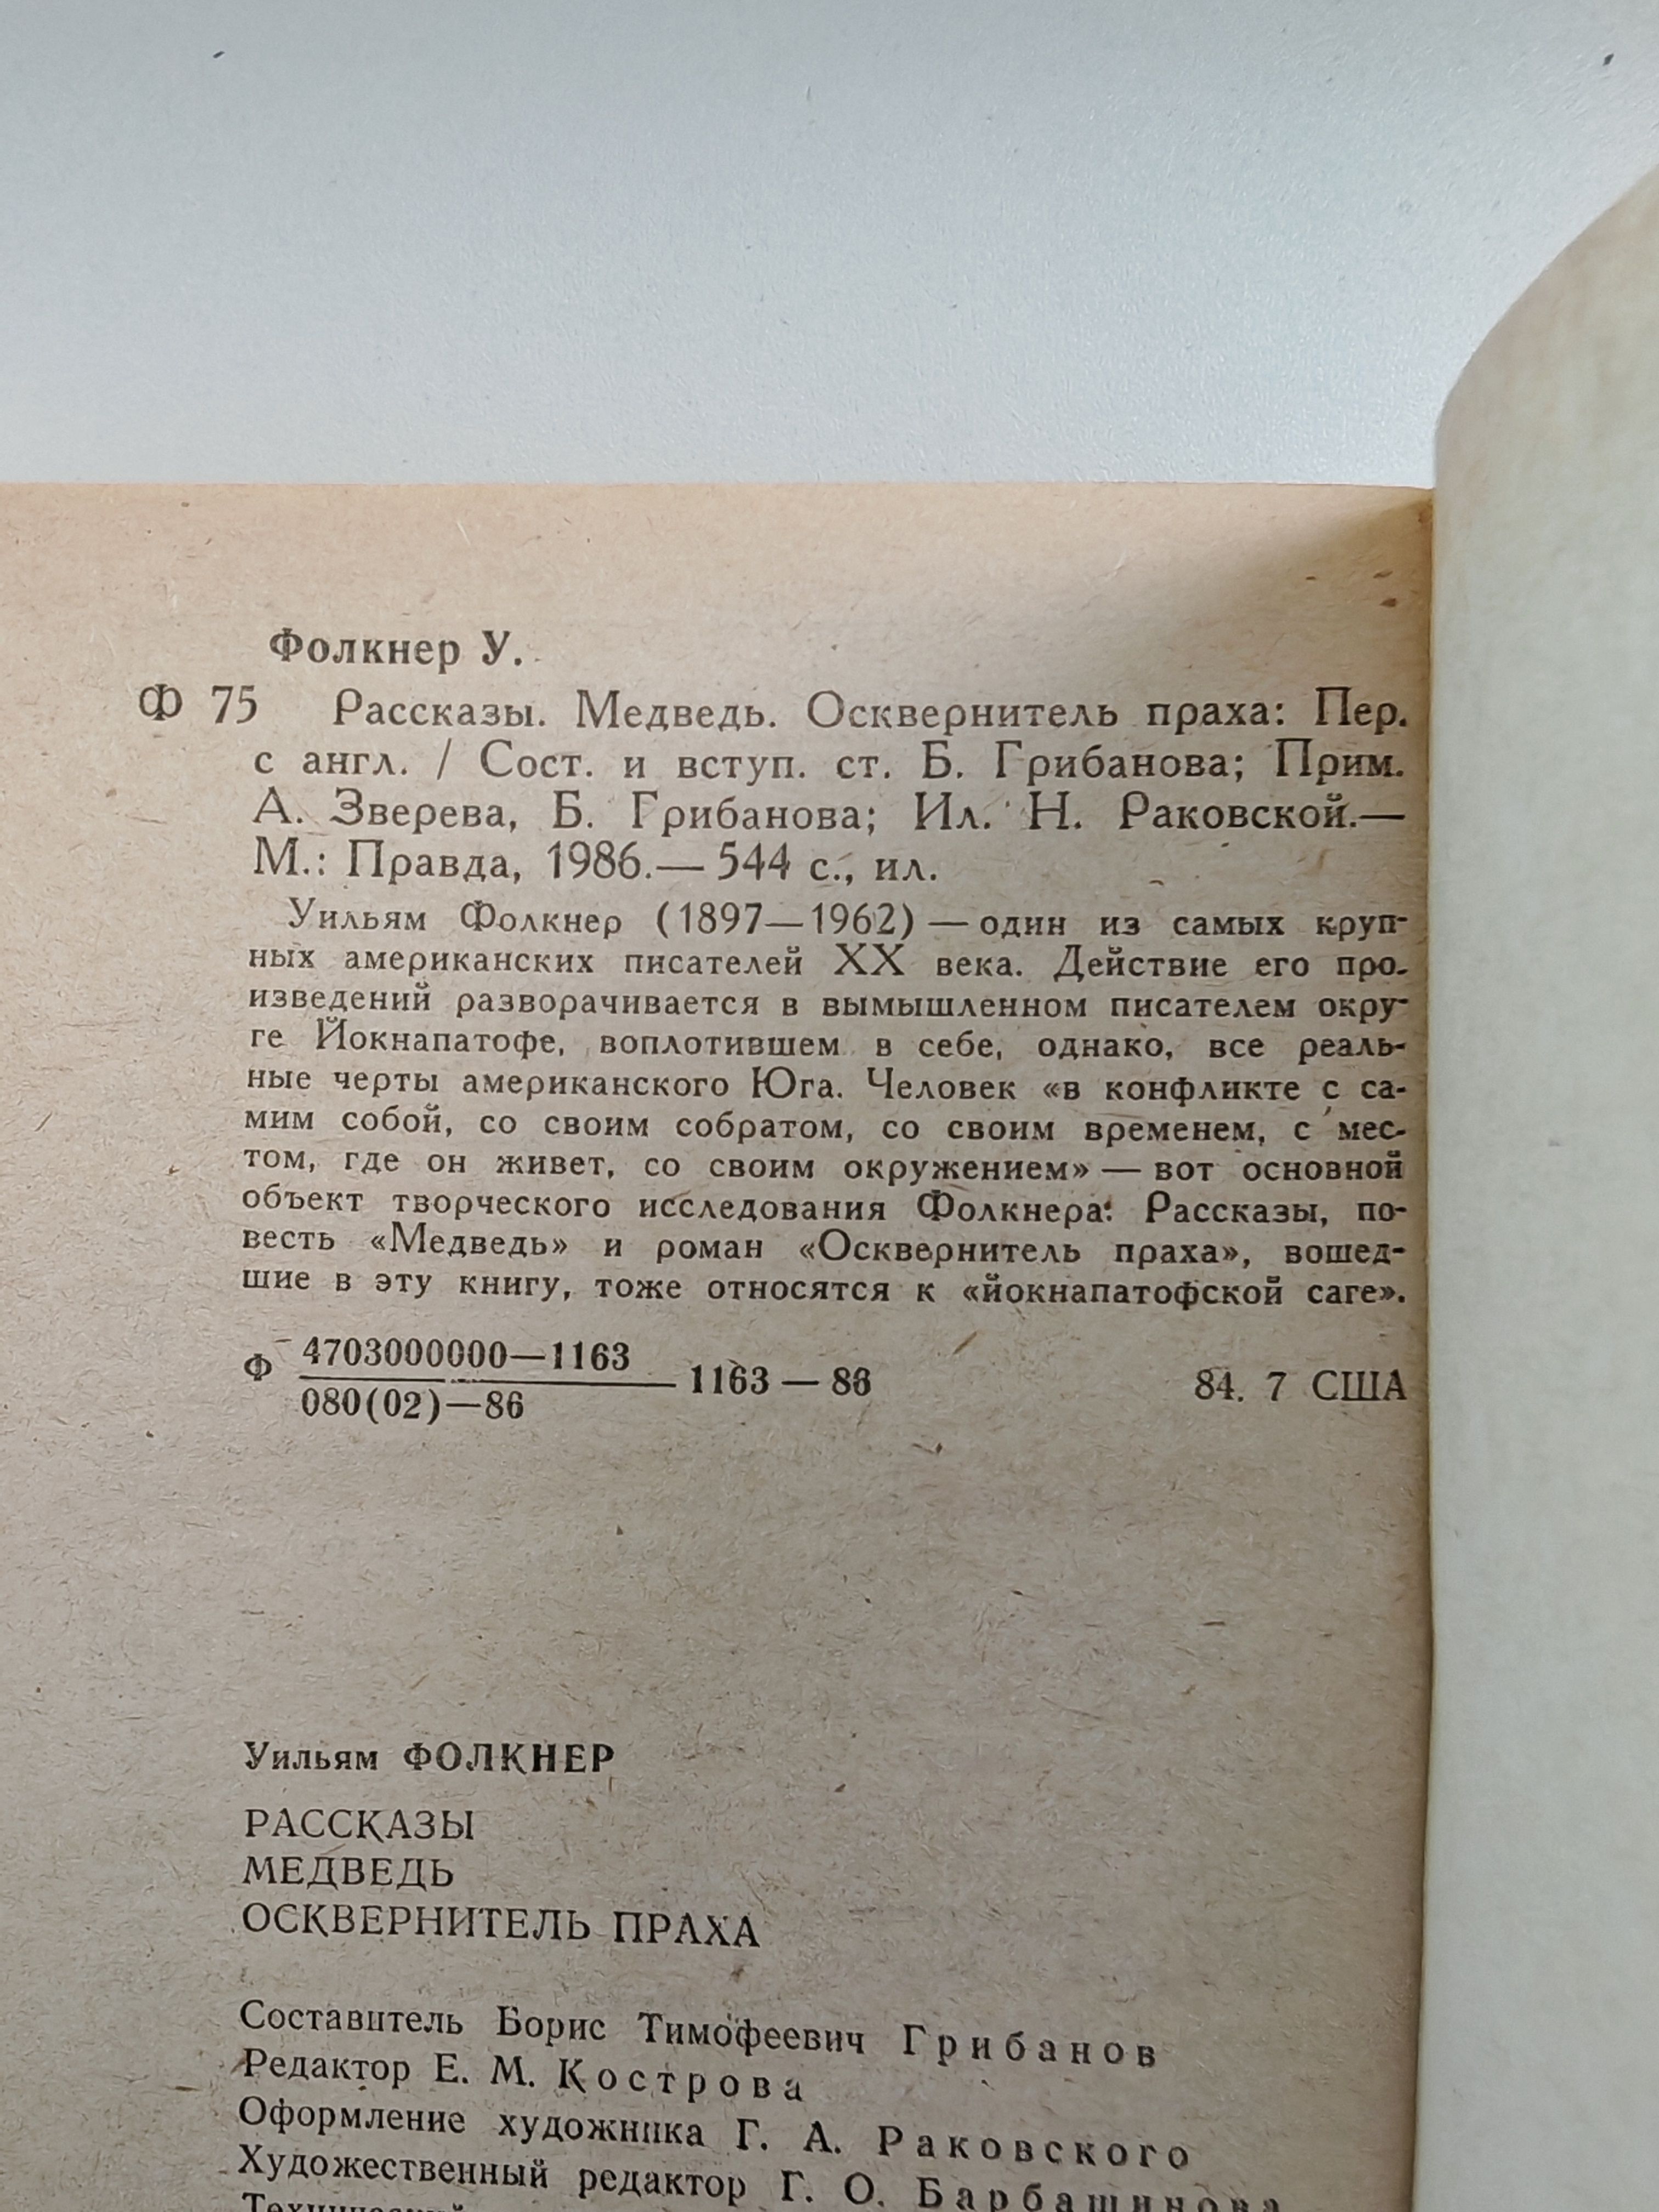 Фолкнер У.
Ф 75 Рассказы. Медведь. Осквернитель праха: Пер.
с англ. / Сост. и вступ. ст. Б. Грибанова; Прим.
А. Зверева, Б. Грибанова; Ил. Н. Раковской.—
М.: Правда, 1986.— 544 с., ил.
Уильям Фолкнер (1897—1962) — один из самых круп-
ных американских писателей XX века. Действие его про-
изведений разворачивается в вымышленном писателем окру-
ге Йокнапатофе, воплотившем в себе, однако, все реаль-
ные черты американского Юга. Человек «в конфликте с са-
мим собой, со своим собратом, со своим временем, с мес-
том, где он живет, со своим окружением» — вот основной
объект творческого исследования Фолкнера. Рассказы, по-
весть «Медведь» и роман «Осквернитель праха», вошед-
шие в эту книгу, тоже относятся к «йокнапатофской саге».
Ф 4703000000—1163
080(02)—86
1163 — 86 84. 7 США
Уильям ФОЛКНЕР
РАССКАЗЫ
МЕДВЕДЬ
ОСКВЕРНИТЕЛЬ ПРАХА
Составитель Борис Тимофеевич Грибанов
Редактор Е. М. Кострова
Оформление художника Г. А. Раковского
Художественный редактор Г. О. Барбашинова
Технический